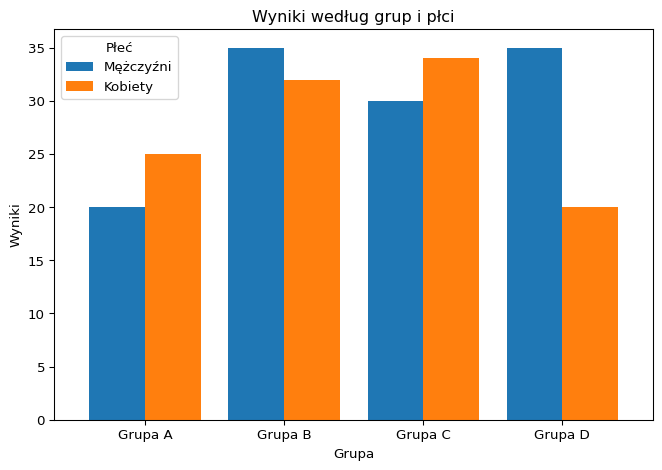 Wyniki według grup i płci
Płeć
Mężczyźni
Kobiety
Wyniki
35
30
25
20
15
10
5
0
Grupa A
Grupa B
Grupa C
Grupa D
Grupa